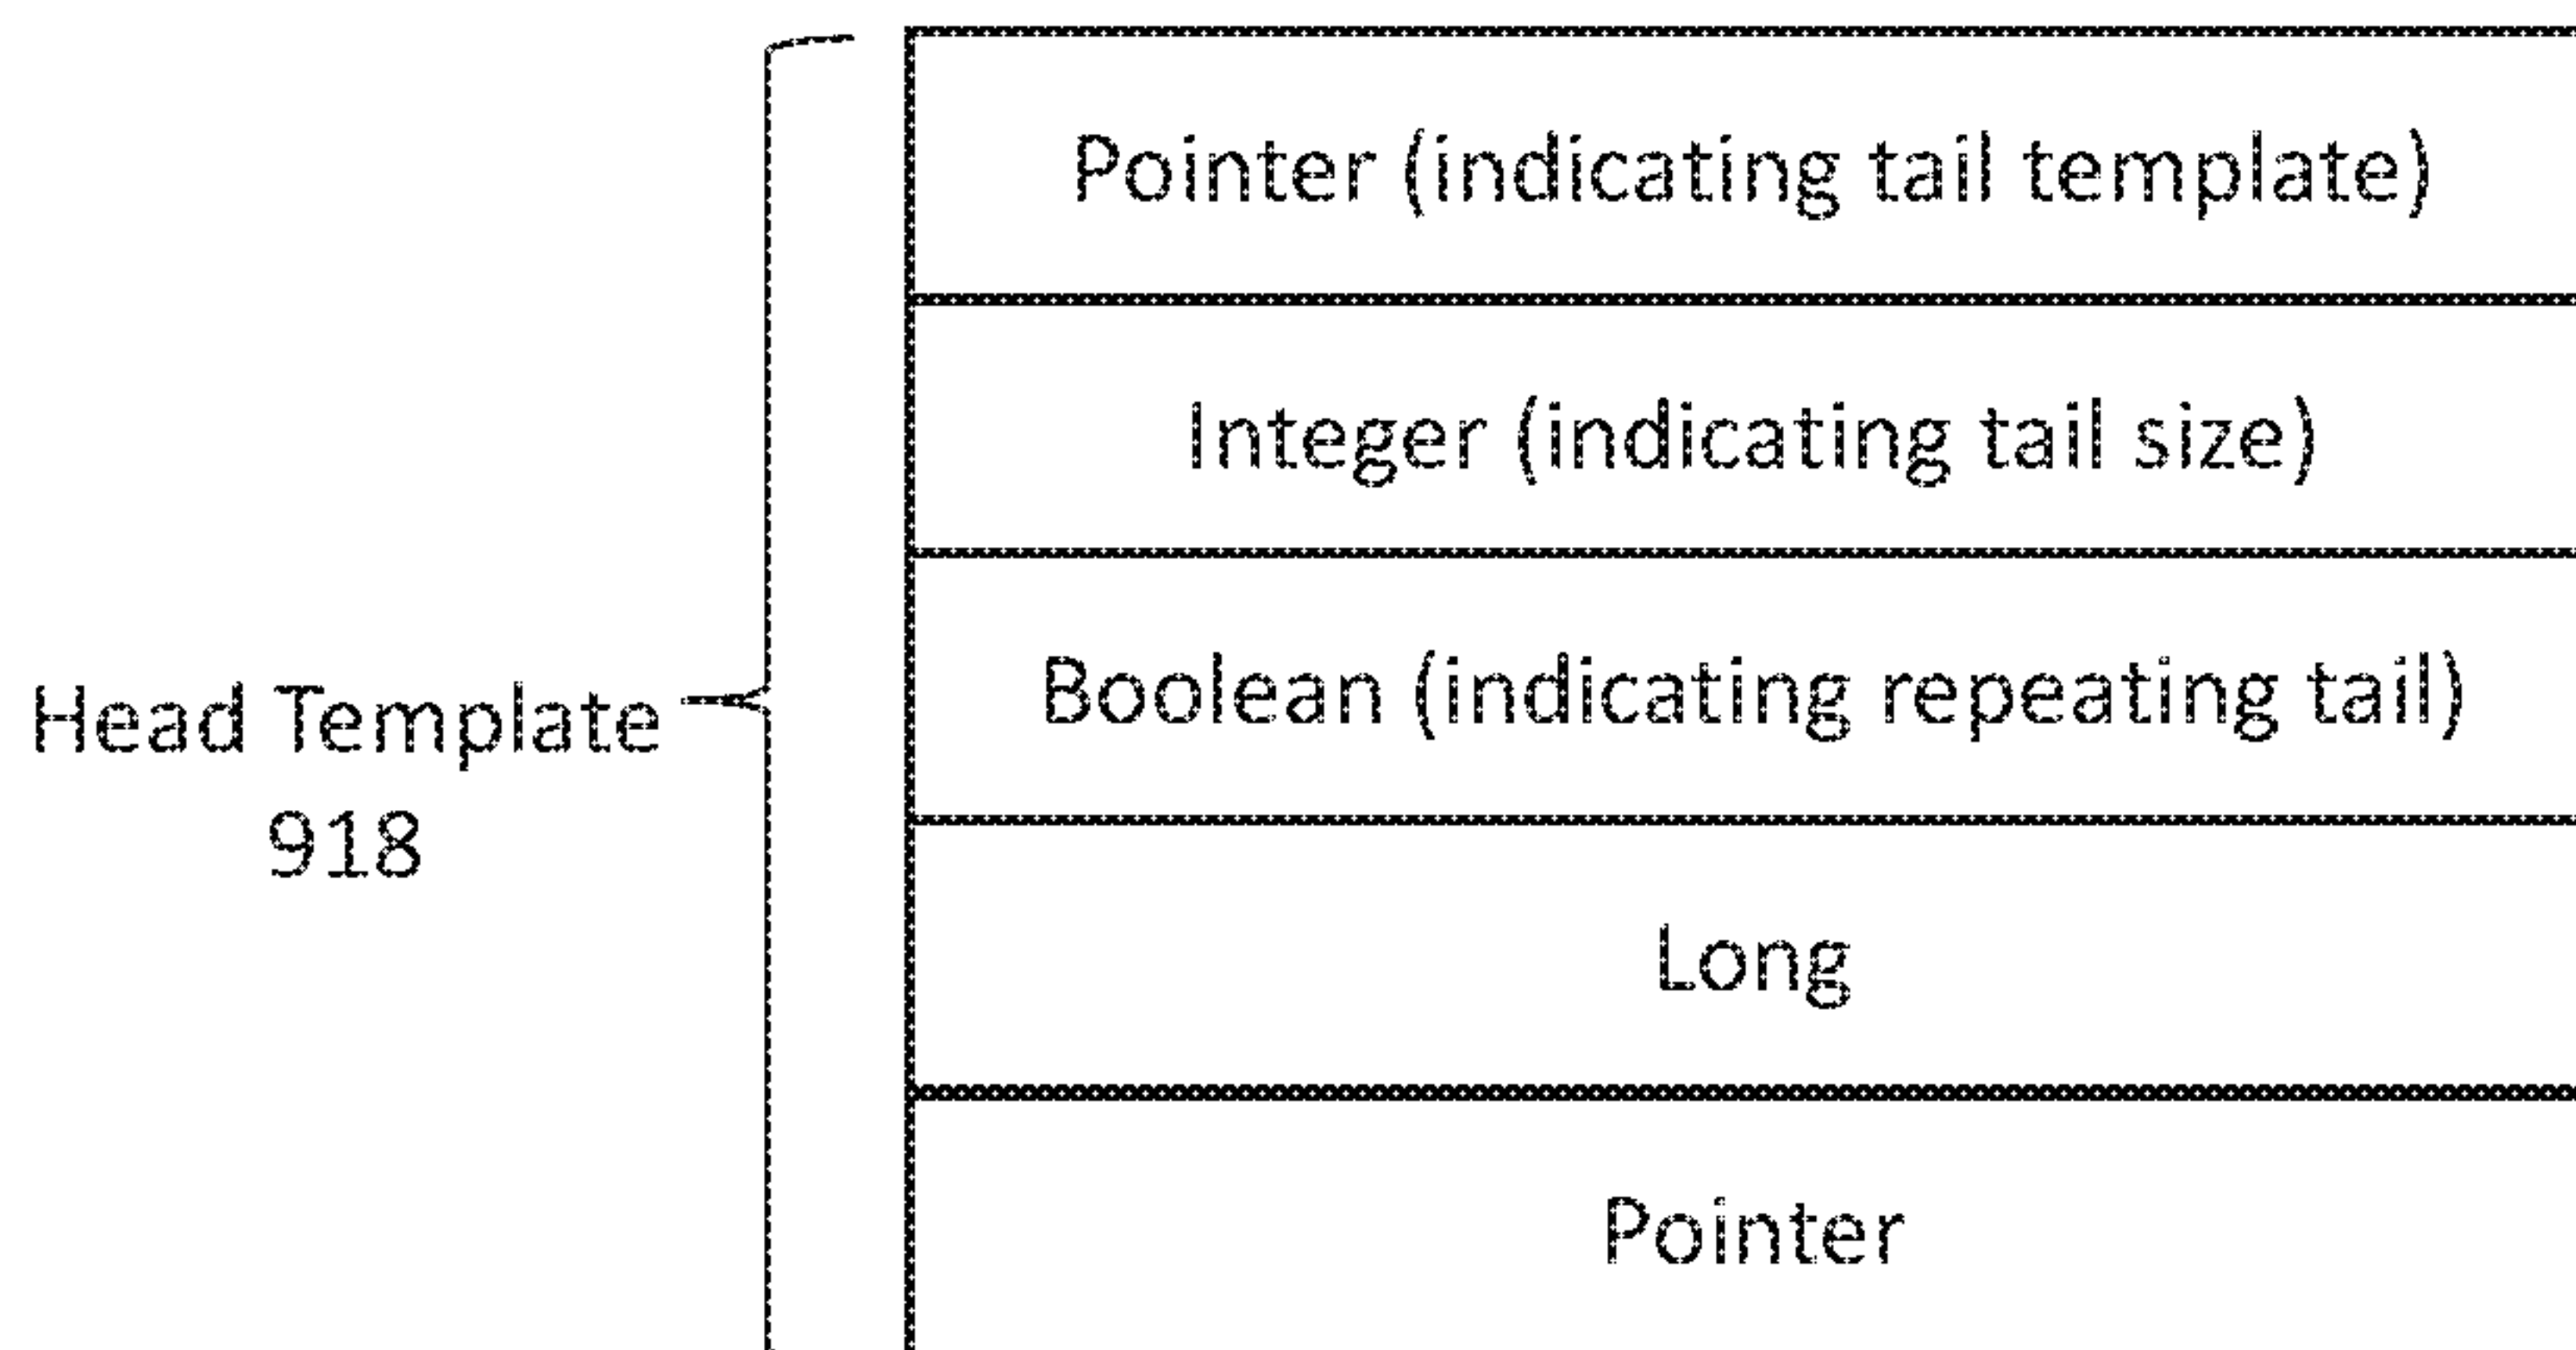 Pointer (indicating tail template)
Integer (indicating tail size)
Boolean (indicating repeating tail)
Head Template
918
Long
Pointer